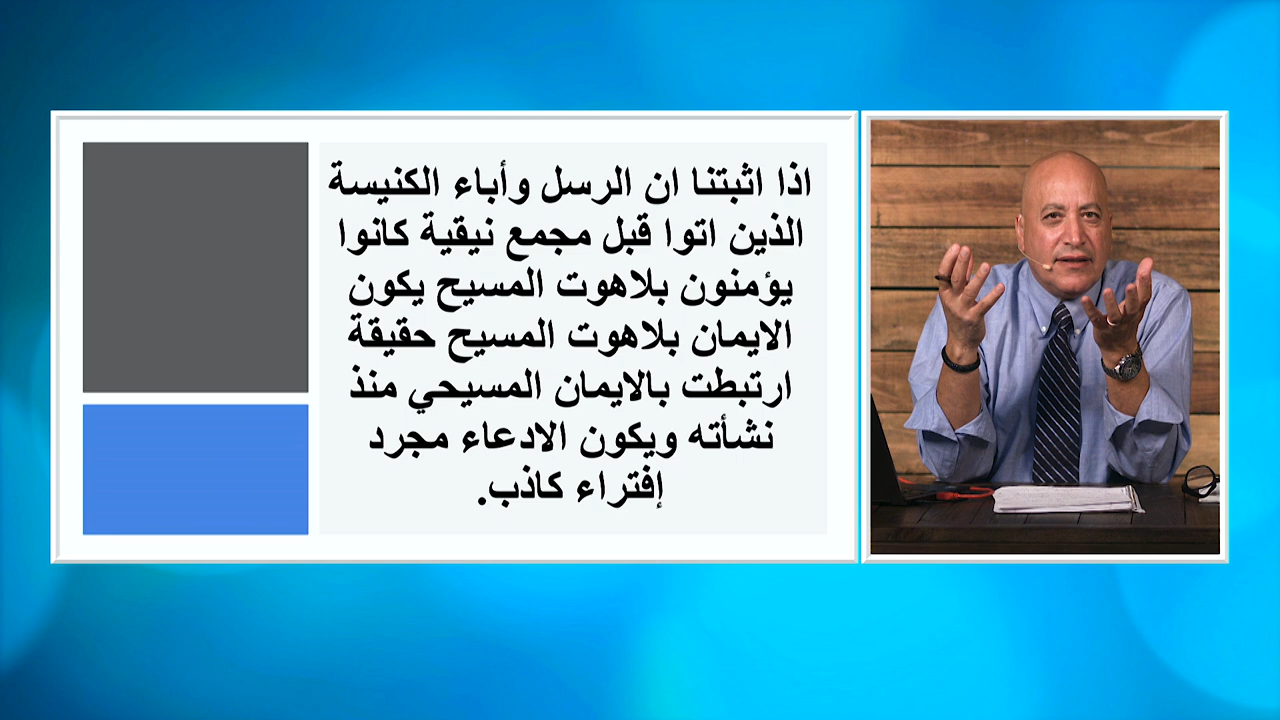 اذا اثبتنا ان الرسل وأباء الكنيسة
الذين اتوا قبل مجمع نيقية كانوا
يؤمنون بلاهوت المسيح يكون
الايمان بلاهوت المسيح حقيقة
ارتبطت بالايمان المسيحي منذ
نشأته ويكون الادعاء مجرد
إفتراء كاذب.